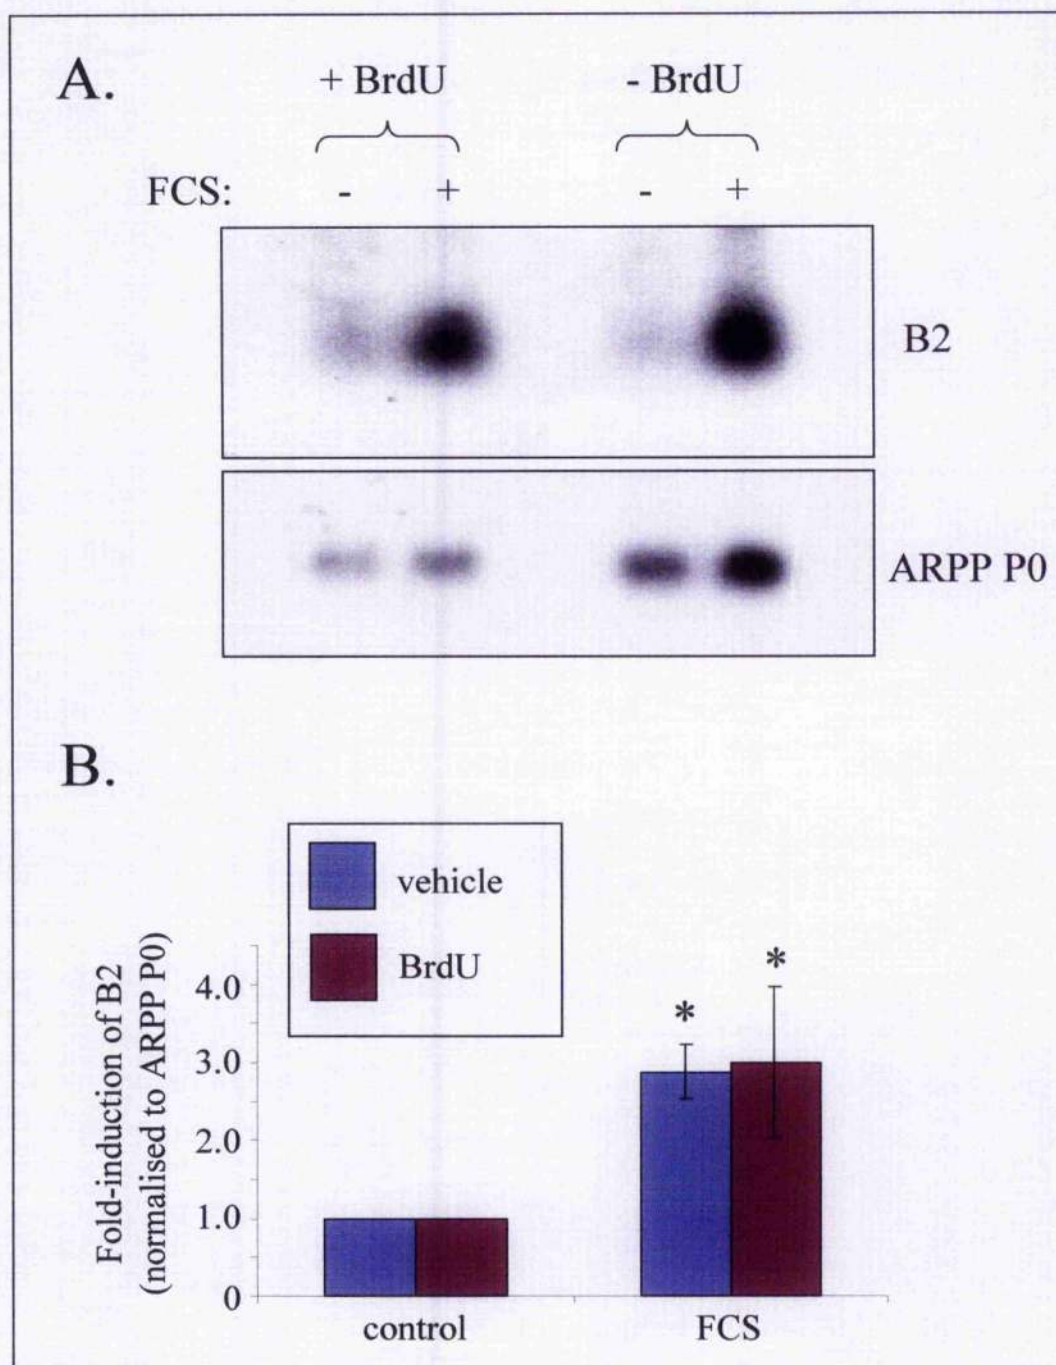 A.
+ BrdU - BrdU
FCS: - + - +
B2
ARPP P0
B.
vehicle
BrdU
Fold-induction of B2
(normalised to ARPP P0)
4.0
3.0
2.0
1.0
0
* *
control FCS